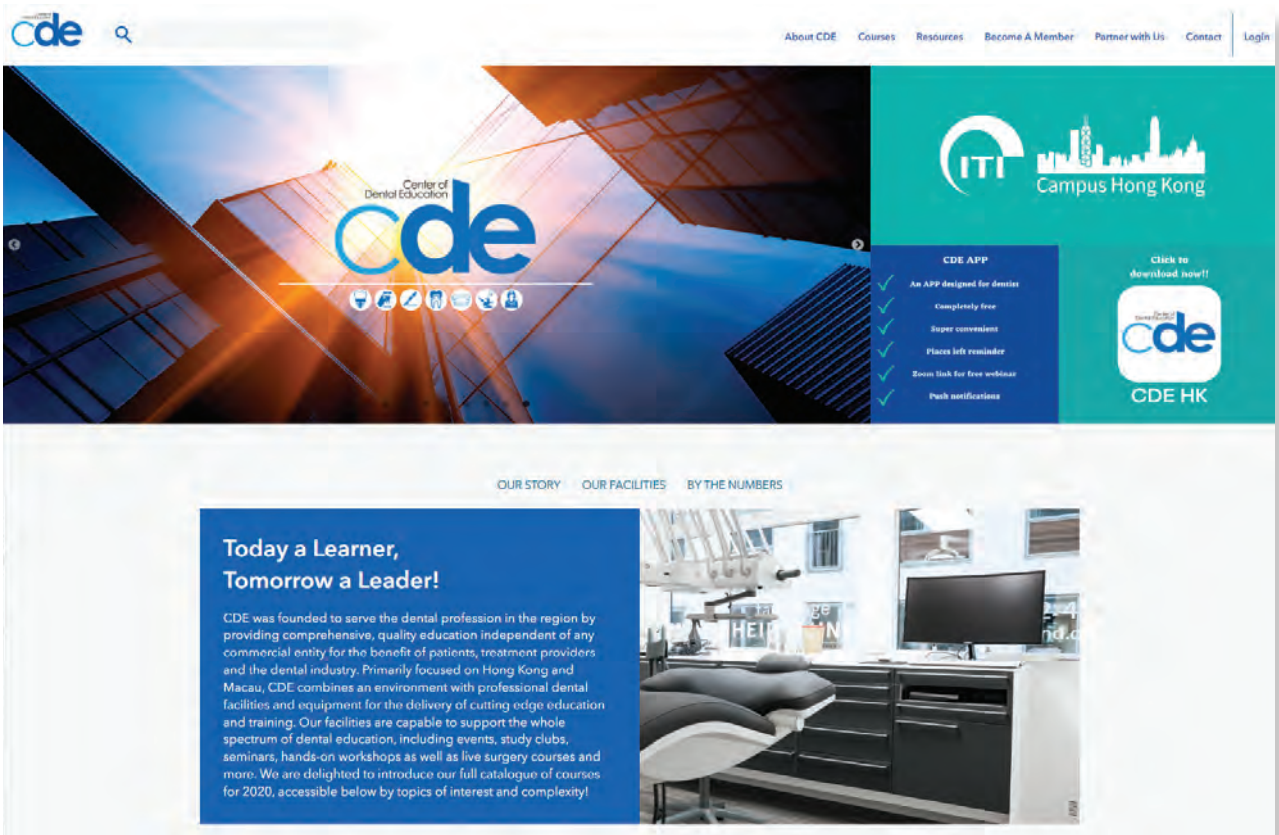 Center of
Dental Education
cde
About CDE
Courses
Resources
Become A Member
Partner with Us
Contact
Login
Center of
Dental Education
cde
ITI
Campus Hong Kong
CDE APP
An APP designed for dentist
Completely free
Super convenient
Places left reminder
Zoom link for free webinar
Push notifications
Click to
download now!!
Center of
Dental Education
cde
CDE HK
OUR STORY
OUR FACILITIES
BY THE NUMBERS
Today a Learner,
Tomorrow a Leader!
CDE was founded to serve the dental profession in the region by
providing comprehensive, quality education independent of any
commercial entity for the benefit of patients, treatment providers
and the dental industry. Primarily focused on Hong Kong and
Macau, CDE combines an environment with professional dental
facilities and equipment for the delivery of cutting edge education
and training. Our facilities are capable to support the whole
spectrum of dental education, including events, study clubs,
seminars, hands-on workshops as well as live surgery courses and
more. We are delighted to introduce our full catalogue of courses
for 2020, accessible below by topics of interest and complexity!